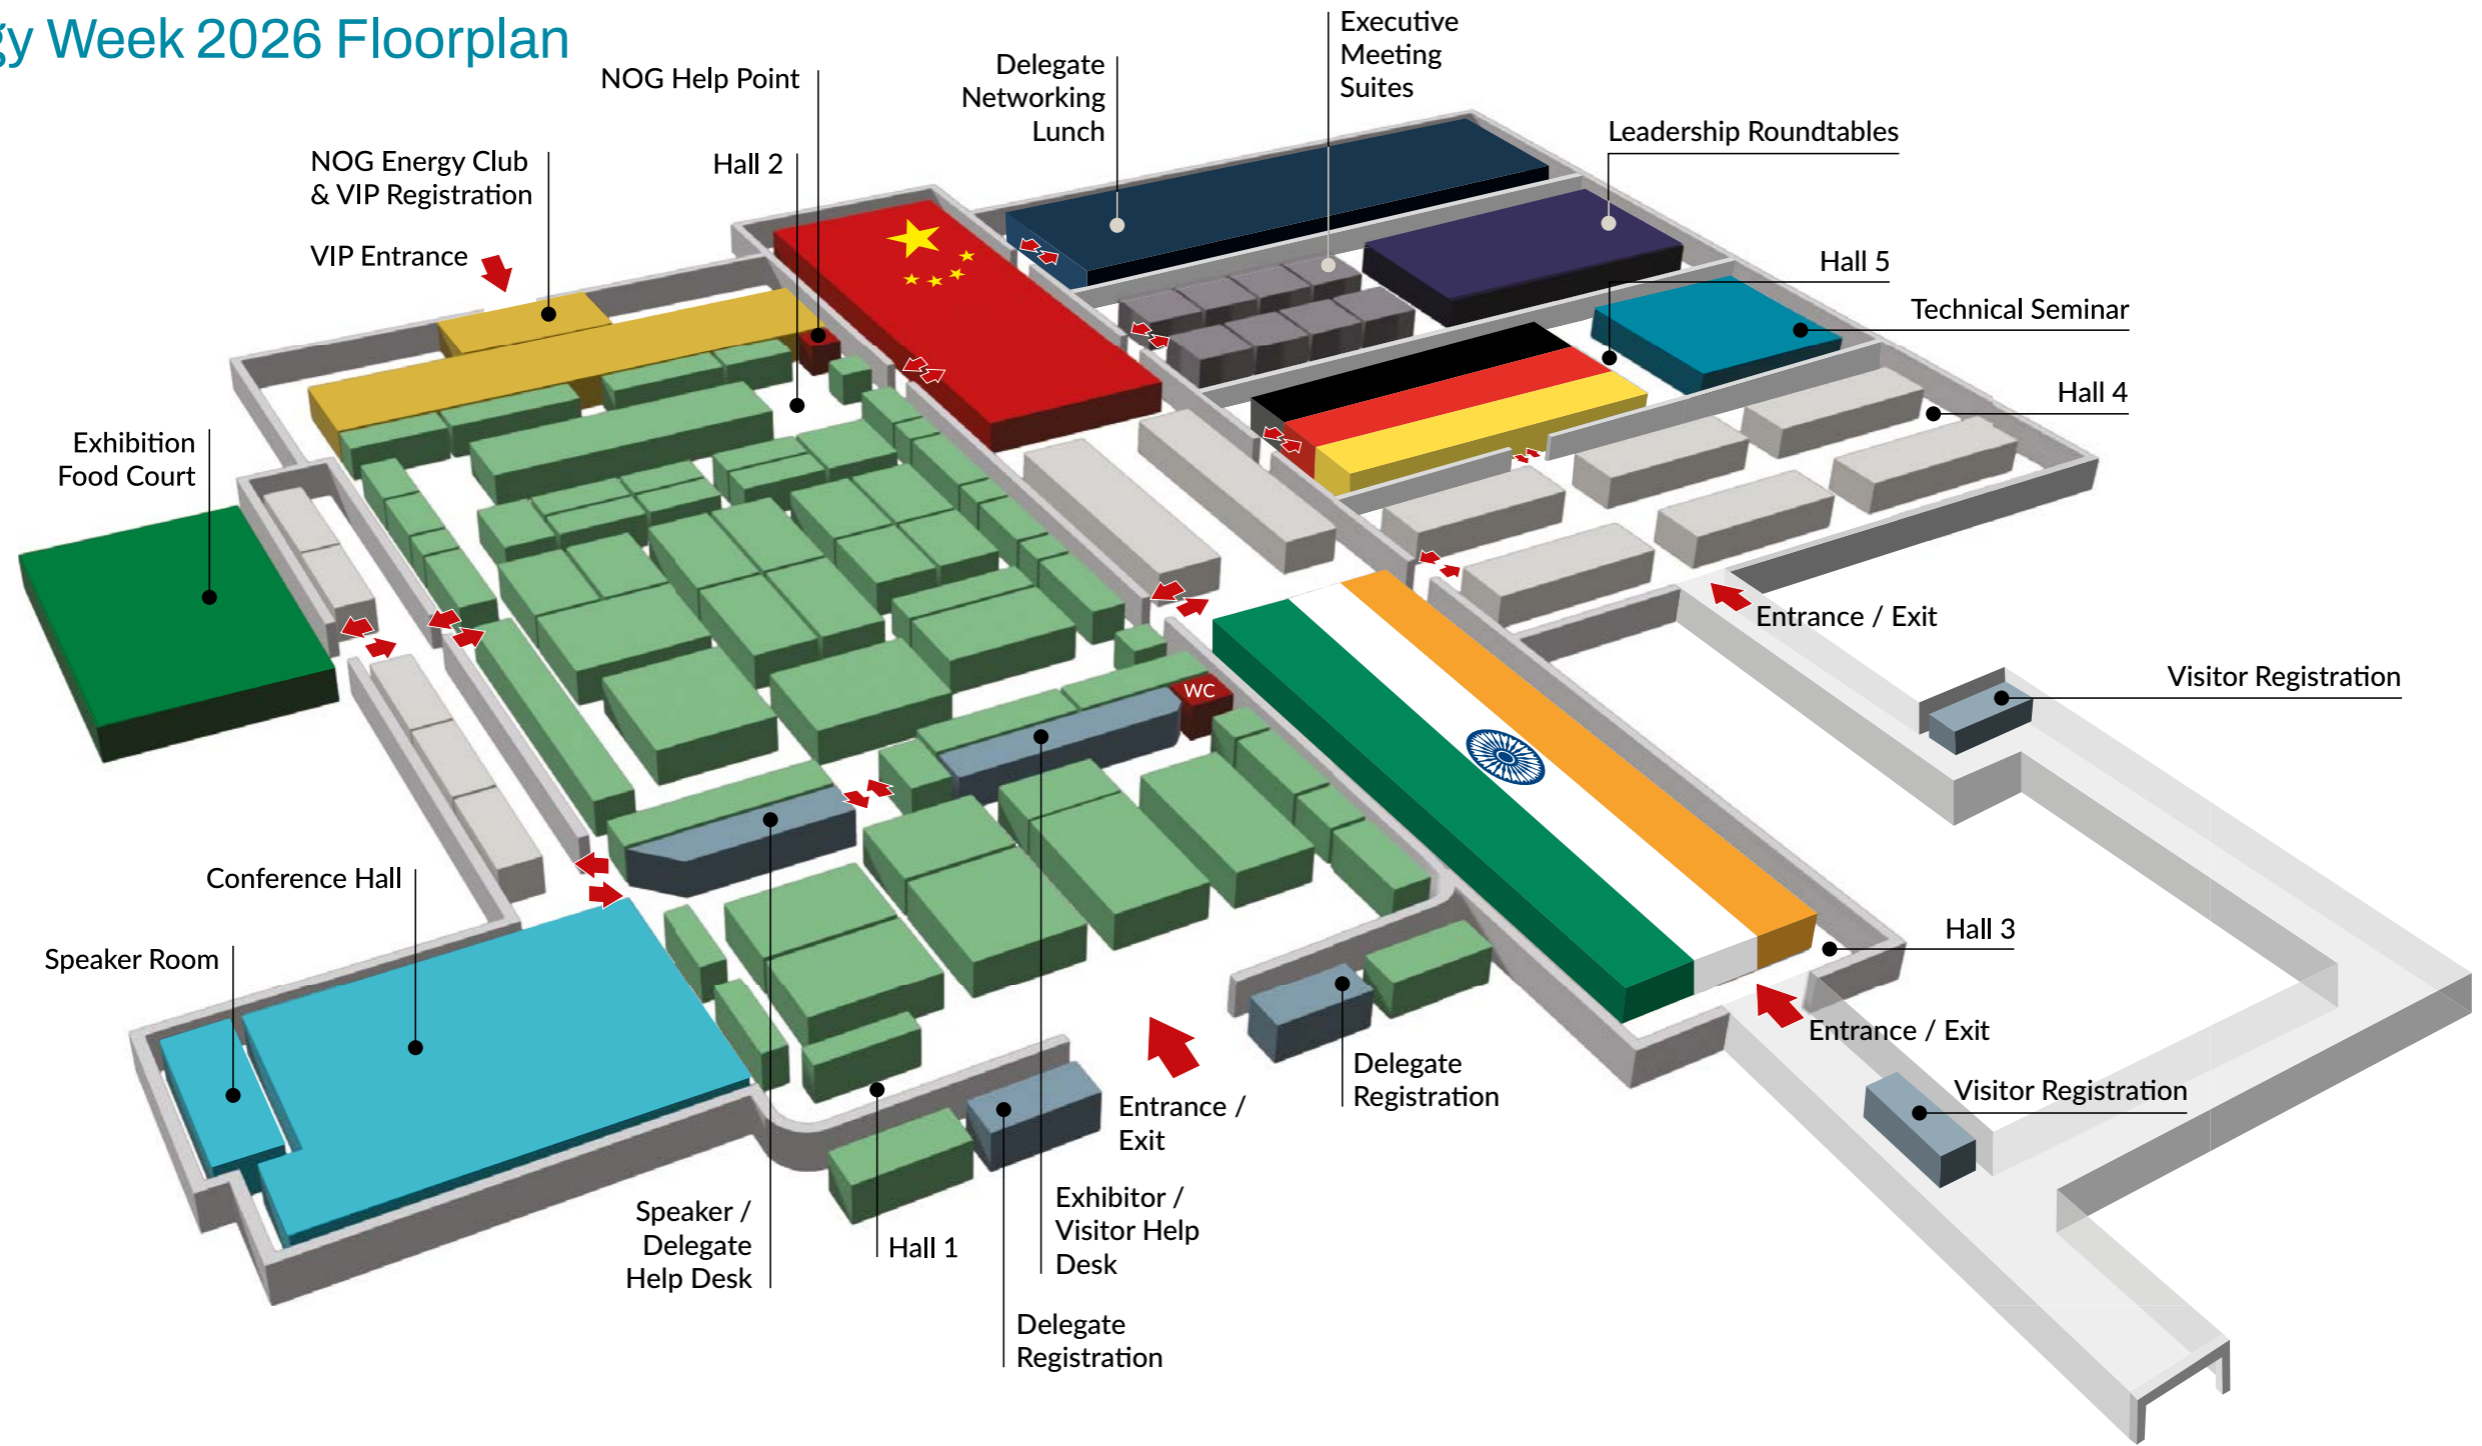 gy Week 2026 Floorplan
Executive
Meeting
Suites
Delegate
Networking
Lunch
NOG Help Point
Leadership Roundtables
NOG Energy Club
& VIP Registration
Hall 2
VIP Entrance
Hall 5
Technical Seminar
Hall 4
Exhibition
Food Court
Entrance / Exit
Visitor Registration
WC
Conference Hall
Speaker Room
Hall 3
Entrance / Exit
Delegate
Registration
Visitor Registration
Entrance /
Exit
Speaker /
Delegate
Help Desk
Hall 1
Exhibitor /
Visitor Help
Desk
Delegate
Registration